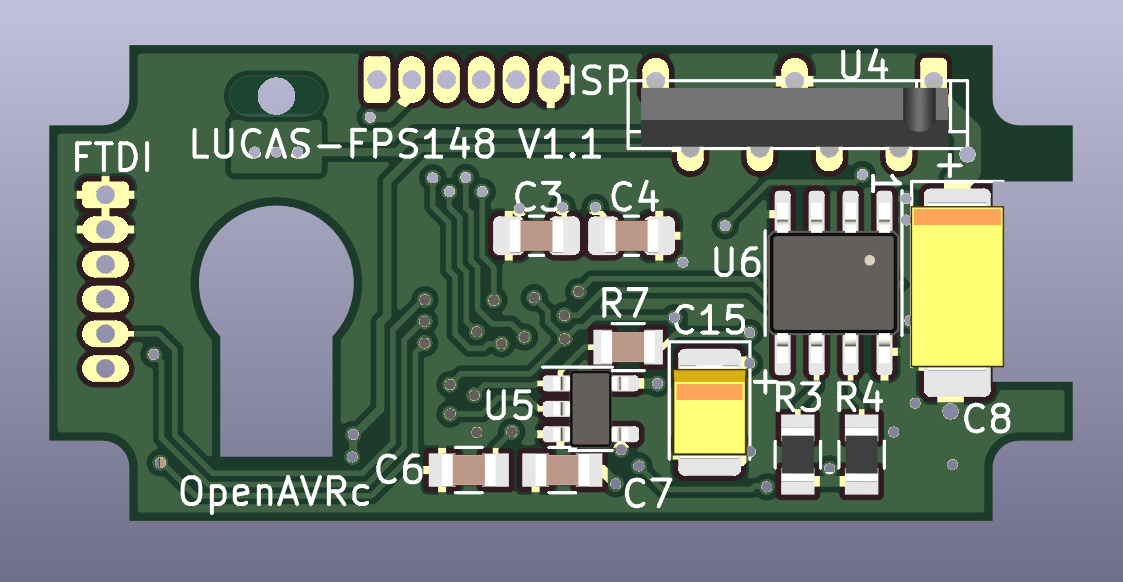 ISP
U4
LUCAS-FPS148 V1.1
FTDI
+
1
C3
C4
U6
R7
C15
+
R3
R4
U5
C8
C6
C7
OpenAVRc